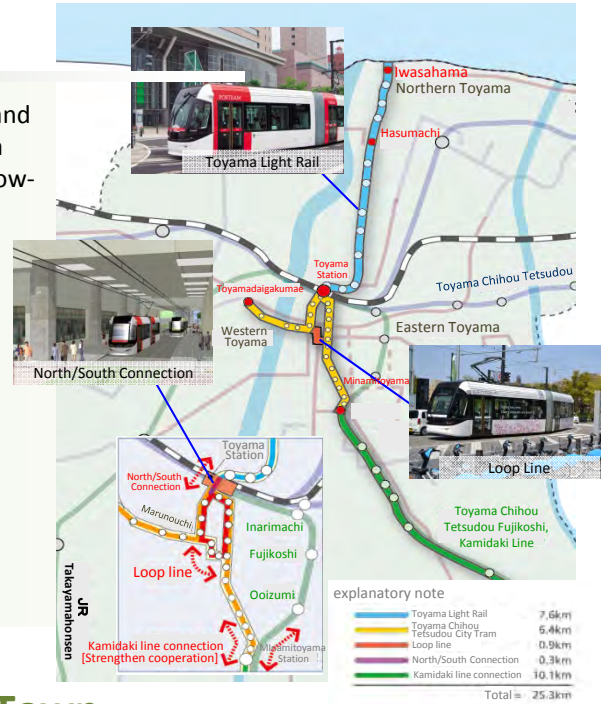 and
ow-
Toyama Light Rail
Iwasahama
Northern Toyama
Hasumachi
Toyama
Station
Toyama Chihou Tetsudou
Toyamadaigakumae
Western
Toyama
Eastern Toyama
North/South Connection
Minamitoyama
Loop Line
Toyama
Station
North/South
Connection
Marunouchi
Inarimachi
Fujikoshi
Loop line
Ooizumi
Toyama Chihou
Tetsudou Fujikoshi,
Kamidaki Line
JR
Takayamahonsen
Kamidaki line connection
[Strengthen cooperation]
Station
explanatory note
Toyama Light Rail 7.6km
Toyama Chihou
Tetsudou City Tram 6.4km
Loop line 0.9km
North/South Connection 0.3km
Kamidaki line connection 10.1km
Total = 25.3km